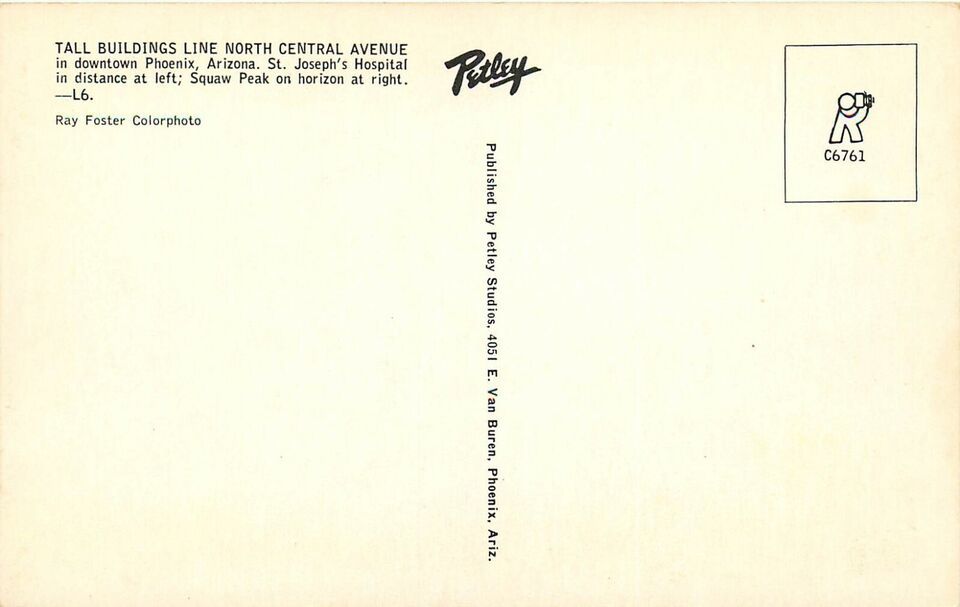 TALL BUILDINGS LINE NORTH CENTRAL AVENUE
in downtown Phoenix, Arizona. St. Joseph's Hospital
in distance at left; Squaw Peak on horizon at right.
—L6.
Ray Foster Colorphoto
Petley
Published by Petley Studios, 4051 E. Van Buren, Phoenix, Ariz.
C6761